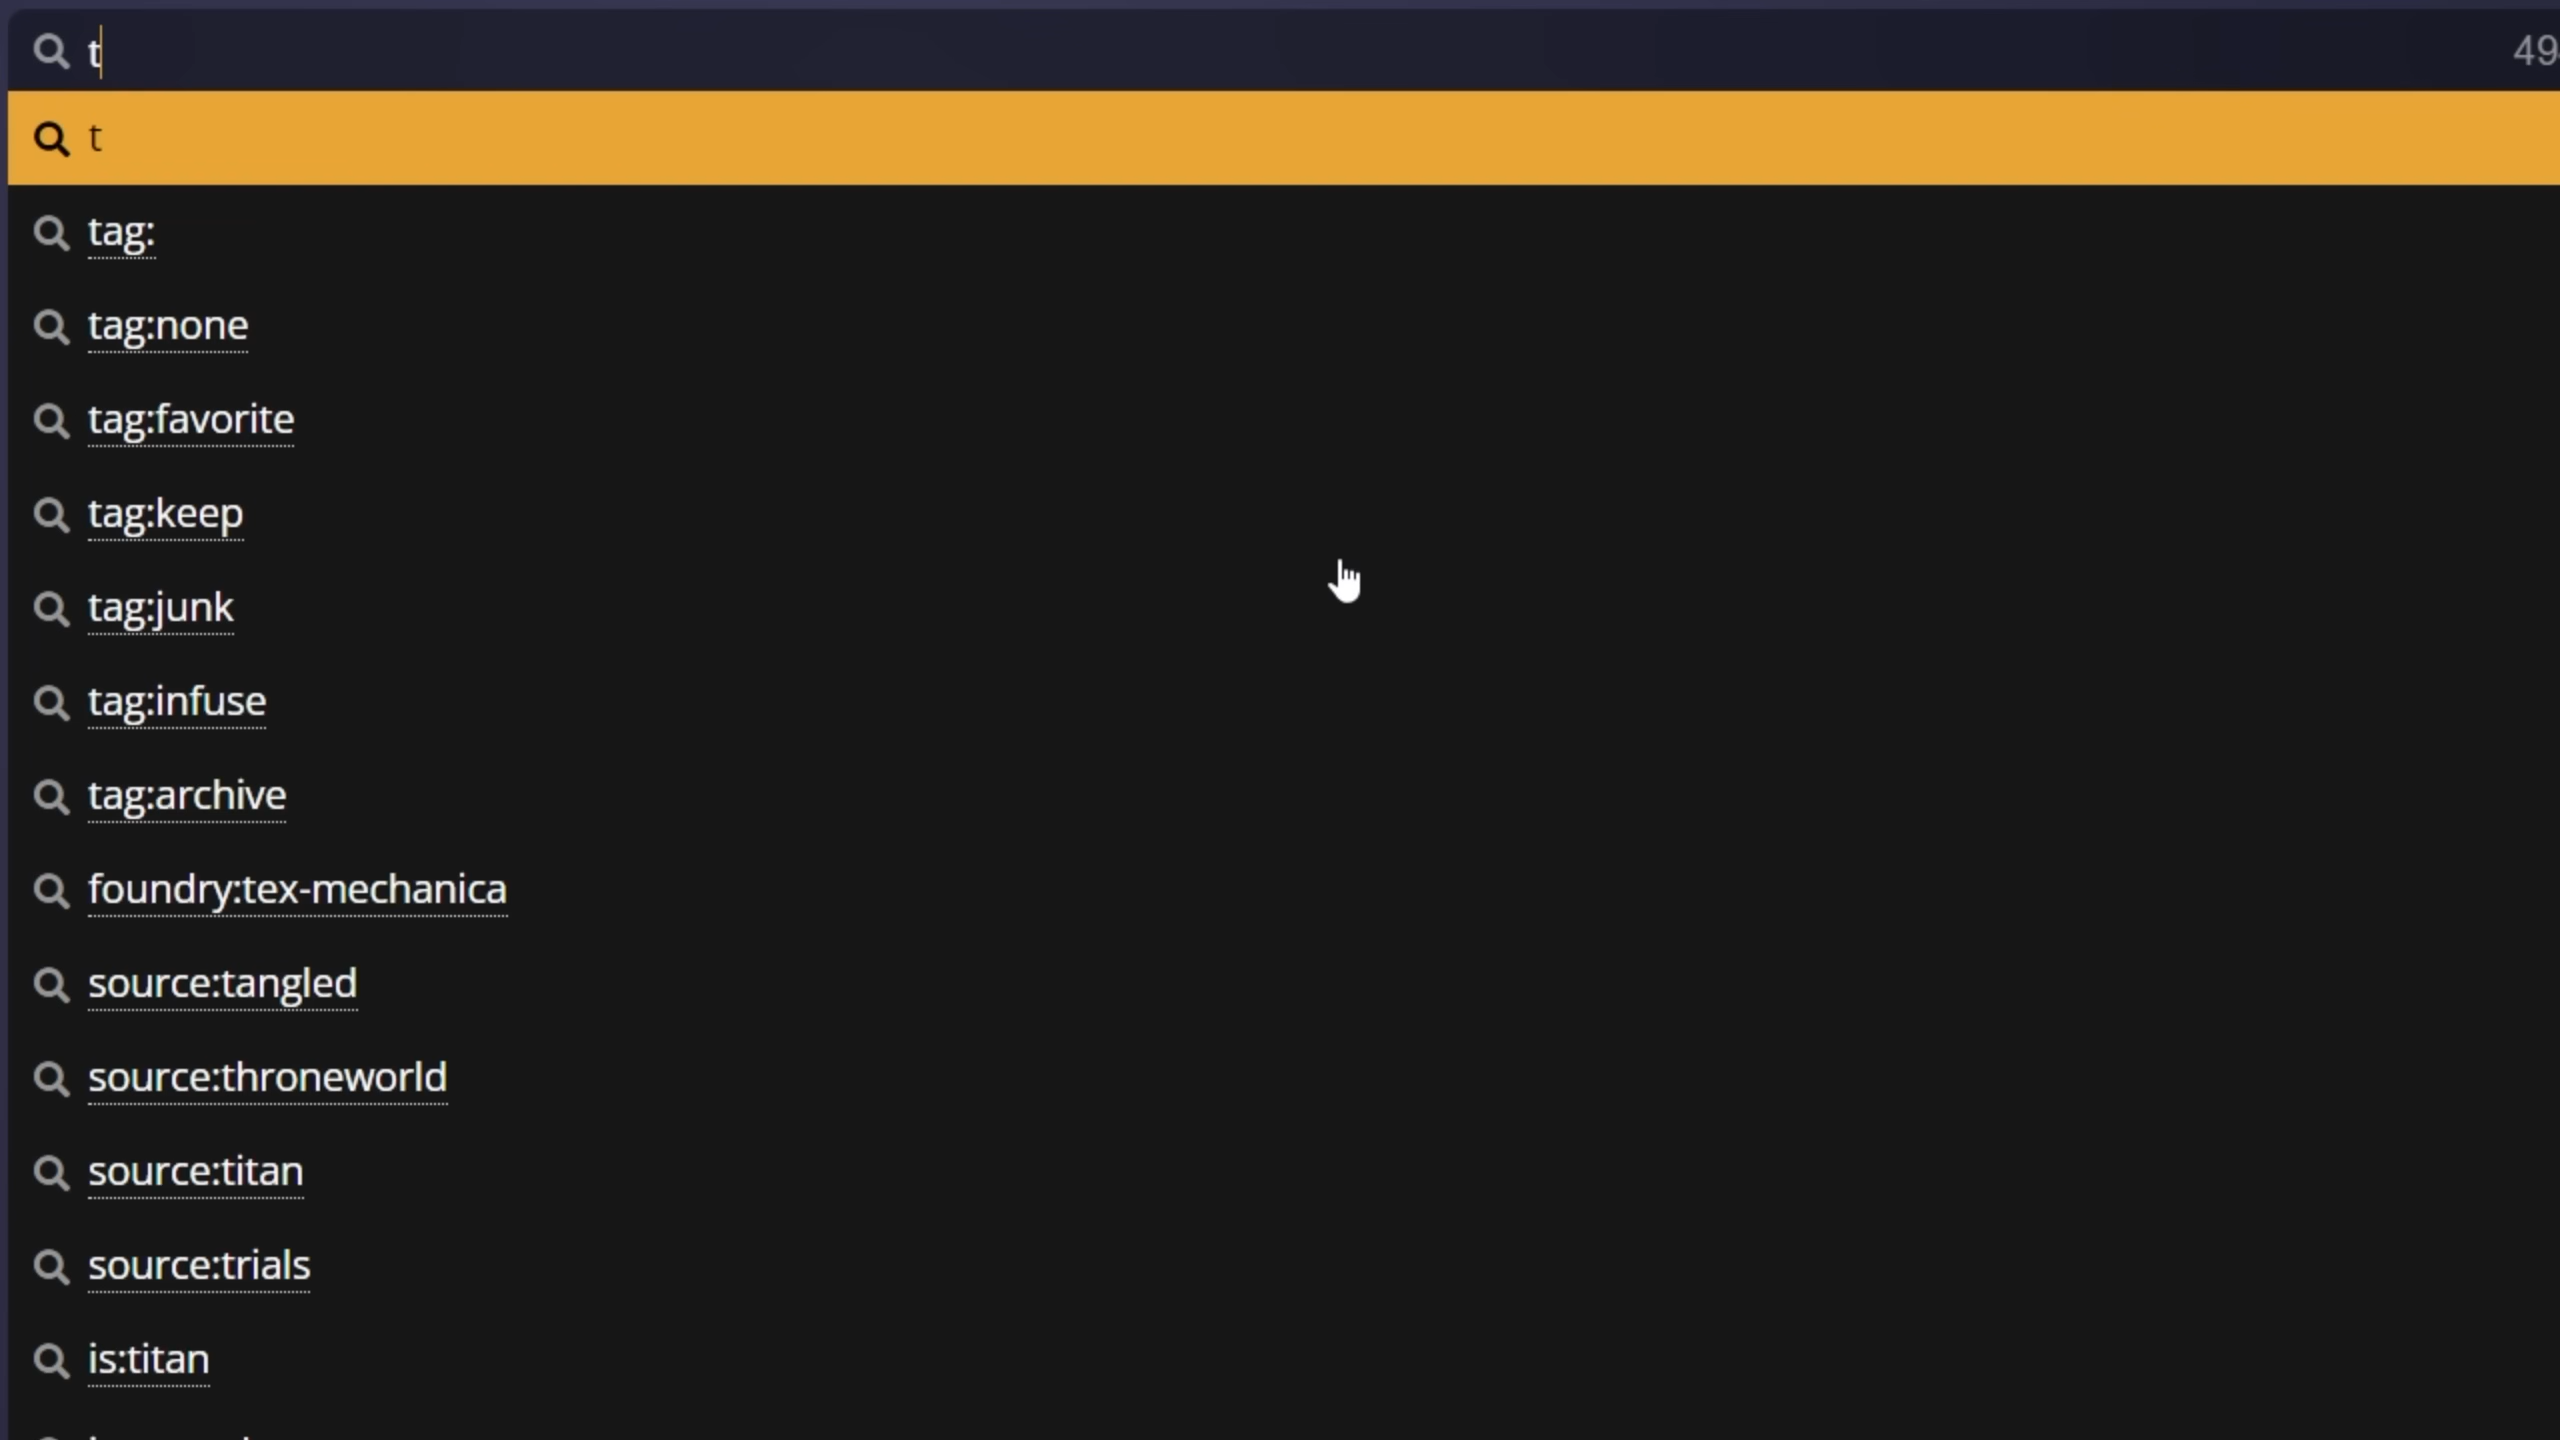 t
49
t
tag:
tag:none
tag:favorite
tag:keep
tag:junk
tag:infuse
tag:archive
foundry:tex-mechanica
source:tangled
source:throneworld
source:titan
source:trials
is:titan